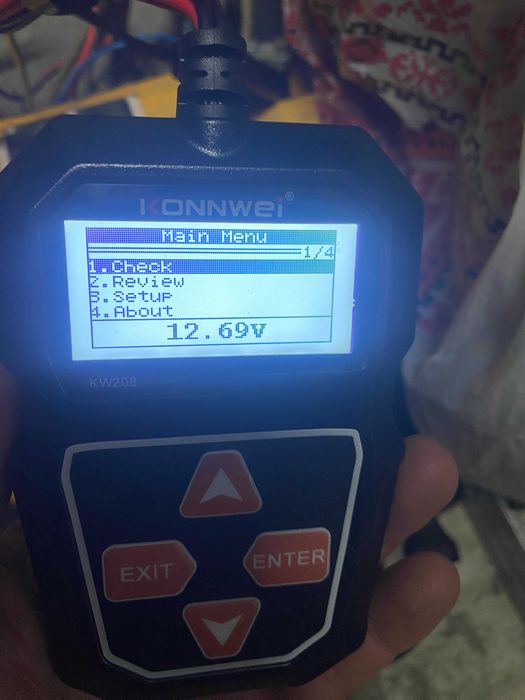 KONNWEI®
Main Menu
1/4
1.Check
2.Review
3.Setup
4.About
12.69V
KW208
EXIT
ENTER